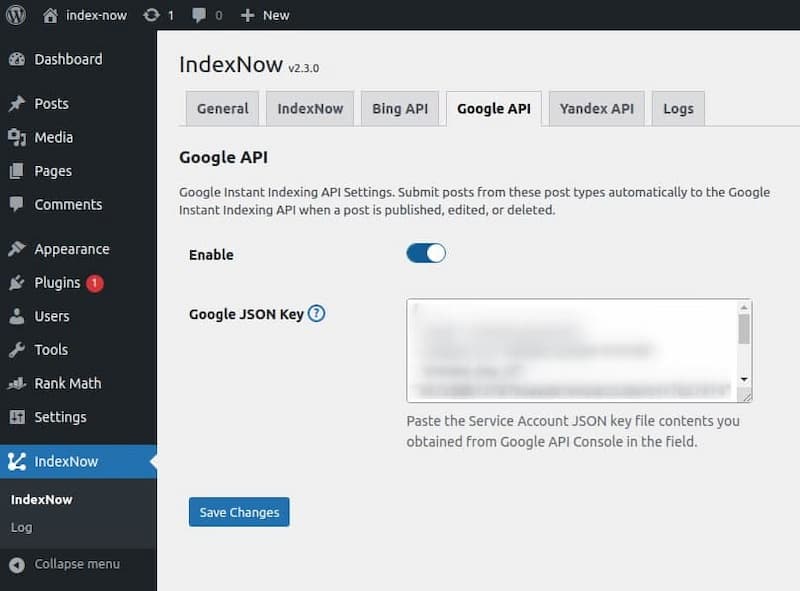 index-now 1 0 New
Dashboard
Posts
Media
Pages
Comments
Appearance
Plugins 1
Users
Tools
Rank Math
Settings
IndexNow
IndexNow
Log
Collapse menu
IndexNow v2.3.0
General IndexNow Bing API Google API Yandex API Logs
Google API
Google Instant Indexing API Settings. Submit posts from these post types automatically to the Google
Instant Indexing API when a post is published, edited, or deleted.
Enable
Google JSON Key ?
Paste the Service Account JSON key file contents you
obtained from Google API Console in the field.
Save Changes